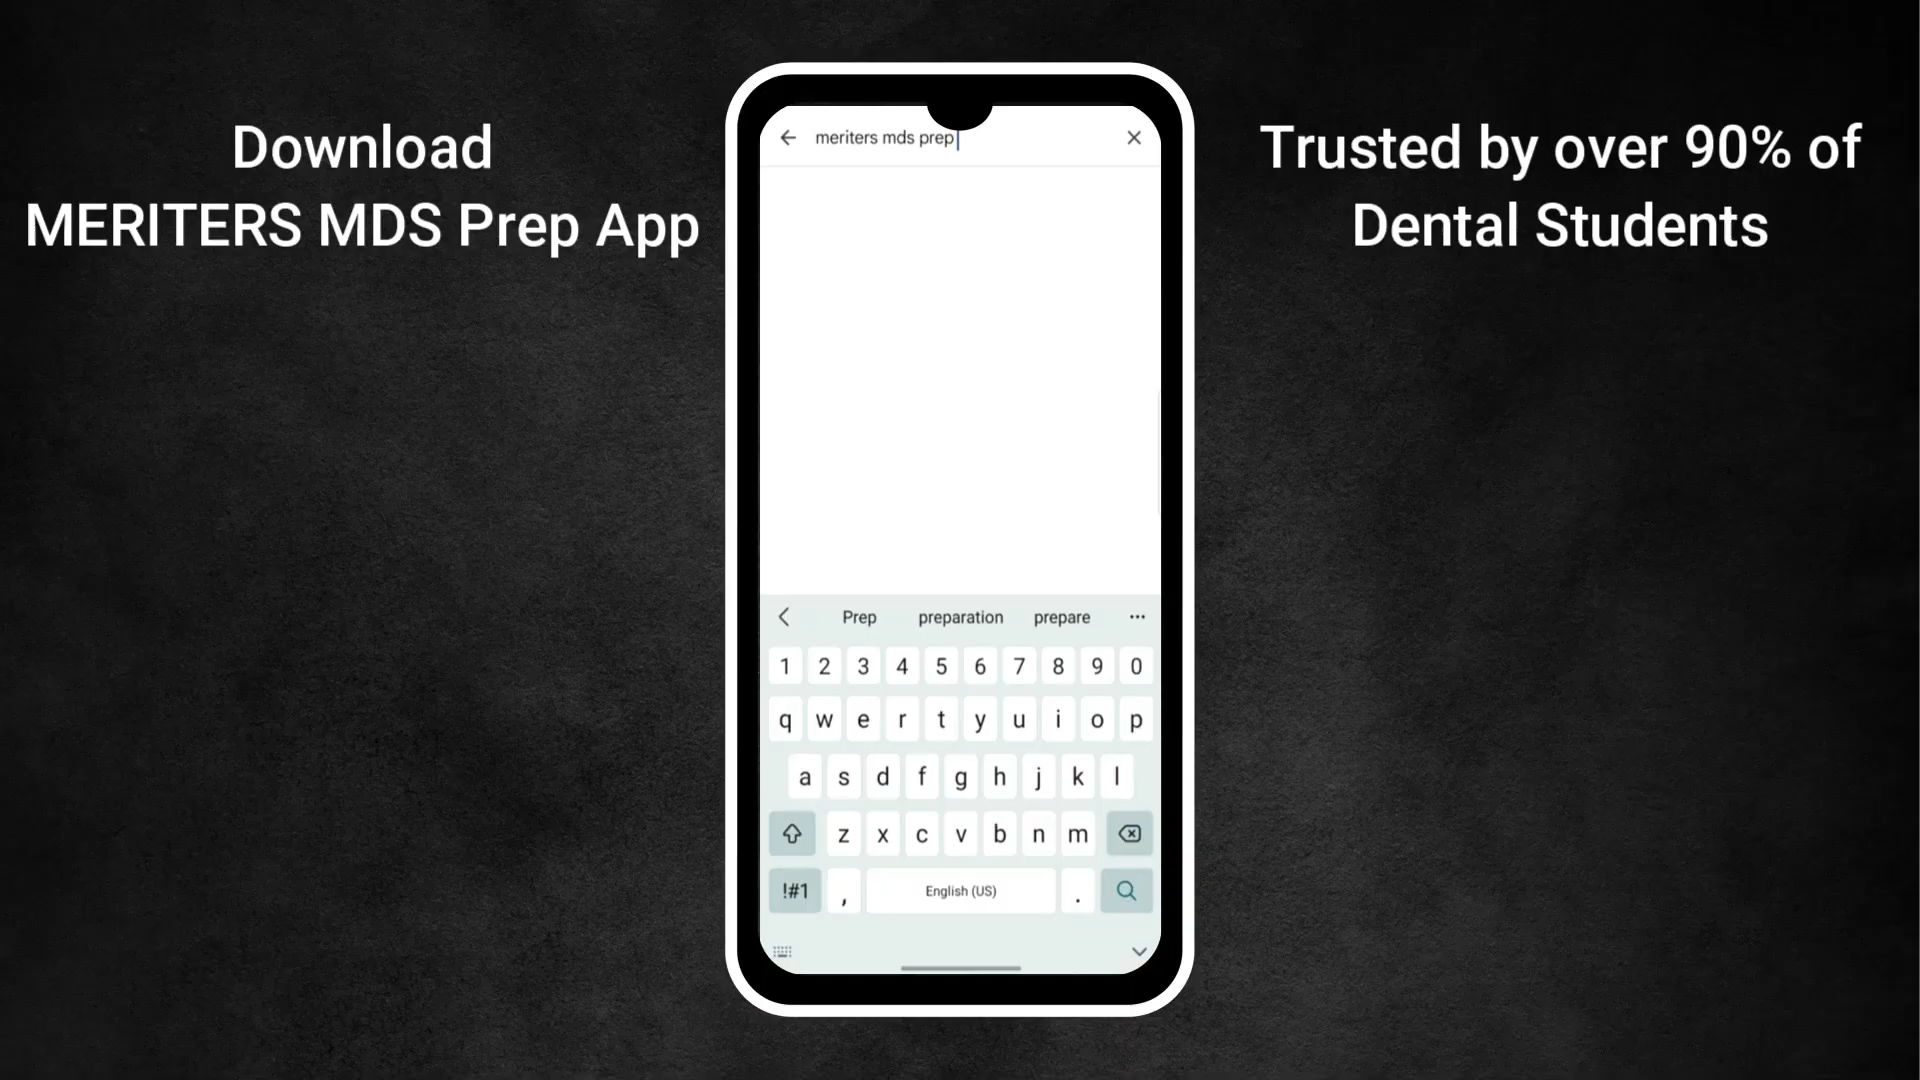 Download
MERITERS MDS Prep App
meriters mds prep
Prep preparation prepare ...
1 2 3 4 5 6 7 8 9 0
q w e r t y u i o p
a s d f g h j k l
z x c v b n m
!#1 , English (US) .
Trusted by over 90% of
Dental Students